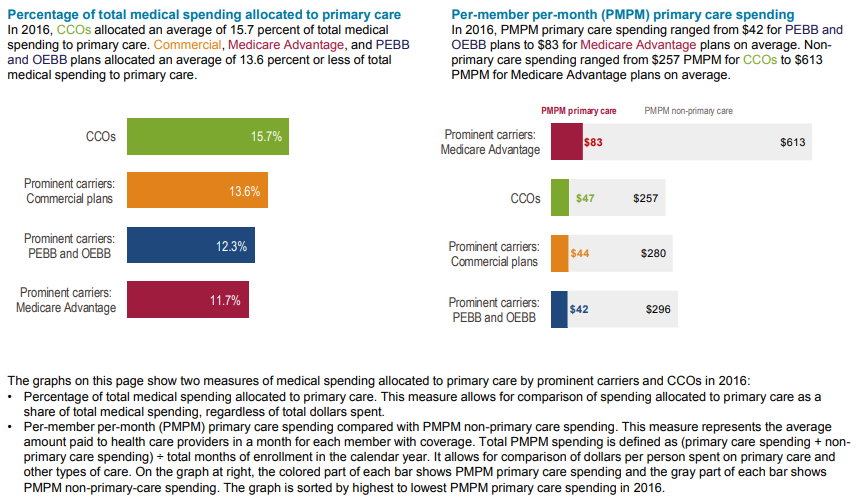 Percentage of total medical spending allocated to primary care
In 2016, CCOs allocated an average of 15.7 percent of total medical
spending to primary care. Commercial, Medicare Advantage, and PEBB
and OEBB plans allocated an average of 13.6 percent or less of total
medical spending to primary care.
CCOs
15.7%
Prominent carriers:
Commercial plans
13.6%
Prominent carriers:
PEBB and OEBB
12.3%
Prominent carriers:
Medicare Advantage
11.7%
Per-member per-month (PMPM) primary care spending
In 2016, PMPM primary care spending ranged from $42 for PEBB and
OEBB plans to $83 for Medicare Advantage plans on average. Non-
primary care spending ranged from $257 PMPM for CCOs to $613
PMPM for Medicare Advantage plans on average.
PMPM primary care PMPM non-primary care
Prominent carriers:
Medicare Advantage
$83 $613
CCOs
$47 $257
Prominent carriers:
Commercial plans
$44 $280
Prominent carriers:
PEBB and OEBB
$42 $296
The graphs on this page show two measures of medical spending allocated to primary care by prominent carriers and CCOs in 2016:
• Percentage of total medical spending allocated to primary care. This measure allows for comparison of spending allocated to primary care as a
share of total medical spending, regardless of total dollars spent.
• Per-member per-month (PMPM) primary care spending compared with PMPM non-primary care spending. This measure represents the average
amount paid to health care providers in a month for each member with coverage. Total PMPM spending is defined as (primary care spending + non-
primary care spending) ÷ total months of enrollment in the calendar year. It allows for comparison of dollars per person spent on primary care and
other types of care. On the graph at right, the colored part of each bar shows PMPM primary care spending and the gray part of each bar shows
PMPM non-primary-care spending. The graph is sorted by highest to lowest PMPM primary care spending in 2016.